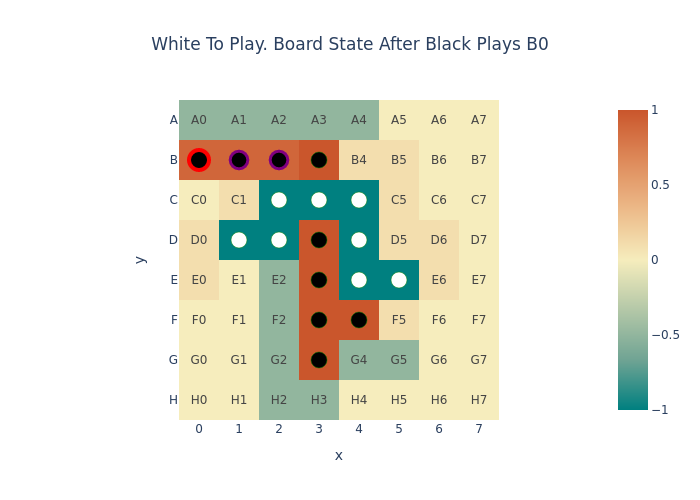 White To Play. Board State After Black Plays B0
A A0 A1 A2 A3 A4 A5 A6 A7
B B4 B5 B6 B7
C C0 C1 C5 C6 C7
D D0 D5 D6 D7
E E0 E1 E2 E6 E7
F F0 F1 F2 F5 F6 F7
G G0 G1 G2 G4 G5 G6 G7
H H0 H1 H2 H3 H4 H5 H6 H7
0 1 2 3 4 5 6 7
x
y
1
0.5
0
−0.5
−1